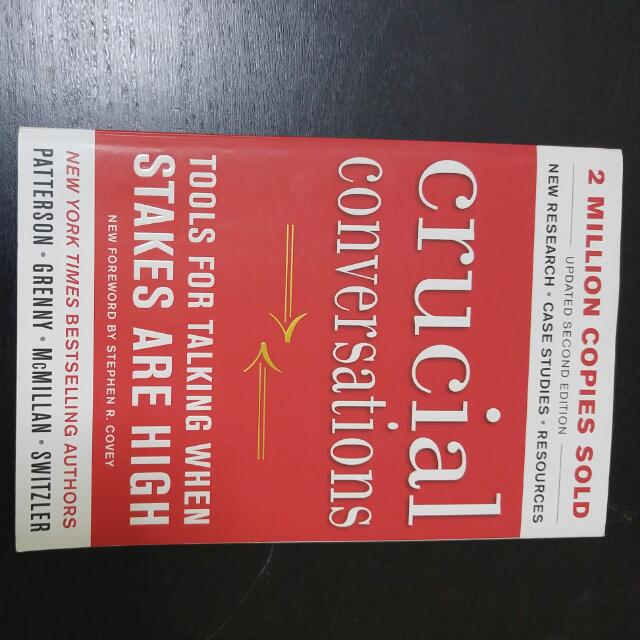 2 MILLION COPIES SOLD
UPDATED SECOND EDITION
NEW RESEARCH • CASE STUDIES • RESOURCES
crucial
conversations
TOOLS FOR TALKING WHEN
STAKES ARE HIGH
NEW FOREWORD BY STEPHEN R. COVEY
NEW YORK TIMES BESTSELLING AUTHORS
PATTERSON • GRENNY • McMILLAN • SWITZLER